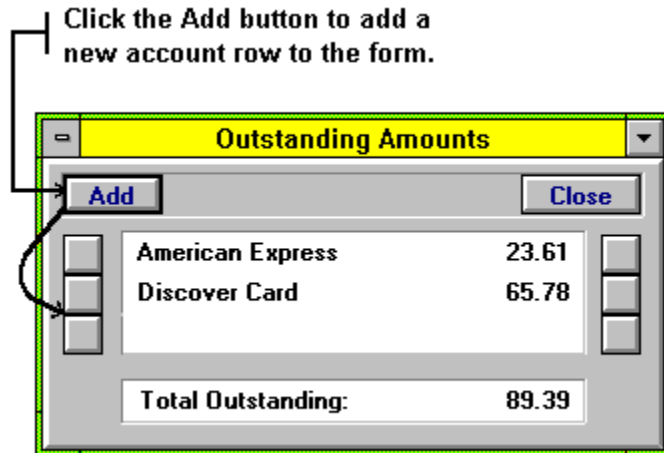 Click the Add button to add a
new account row to the form.
Outstanding Amounts
Add Close
American Express 23.61
Discover Card 65.78
Total Outstanding: 89.39